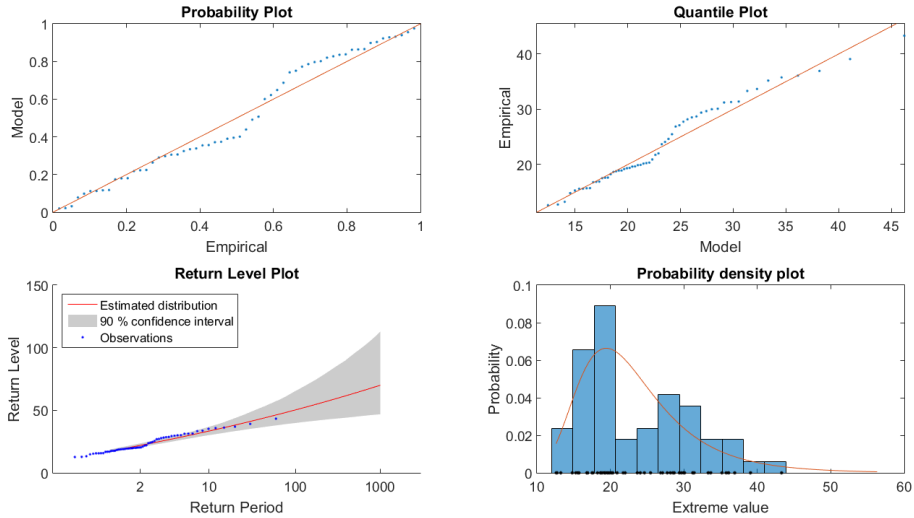 Probability Plot
1
0.8
0.6
0.4
0.2
0
0
0.2
0.4
0.6
0.8
1
Model
Empirical
Quantile Plot
40
30
20
15
20
25
30
35
40
45
Empirical
Model
Return Level Plot
150
100
50
0
2
10
100
1000
Return Level
Return Period
Estimated distribution
90 % confidence interval
Observations
Probability density plot
0.1
0.08
0.06
0.04
0.02
0
10
20
30
40
50
60
Probability
Extreme value